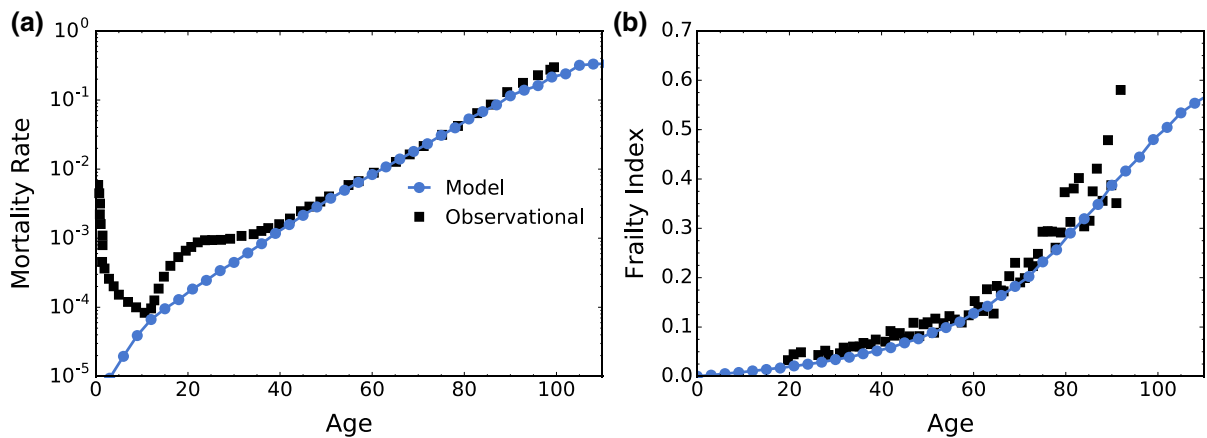 (a)
Mortality Rate
10^0
10^-1
10^-2
10^-3
10^-4
10^-5
0 20 40 60 80 100
Age
Model
Observational
(b)
Frailty Index
0.7
0.6
0.5
0.4
0.3
0.2
0.1
0.0
0 20 40 60 80 100
Age